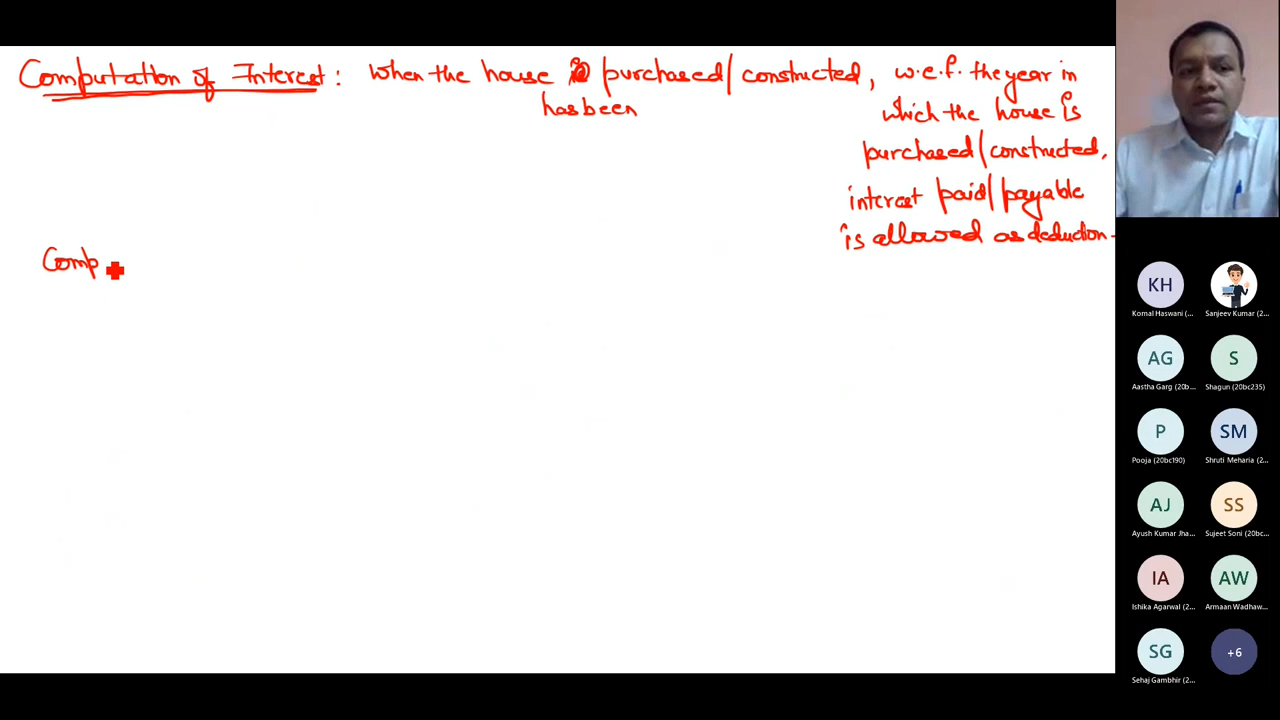 Computation of Interest: When the house purchased/constructed, w.e.f. the year in
has been
which the house is
purchased/constructed,
interest paid/payable
is allowed as deduction.
Comp
KH
Komal Haswani (...
Sanjeev Kumar (2...
AG
Aastha Garg (20b...
S
Shagun (20bc235)
P
Pooja (20bc190)
SM
Shruti Meharia (2...
AJ
Ayush Kumar Jha...
SS
Sujeet Soni (20bc...
IA
Ishika Agarwal (2...
AW
Armaan Wadhaw...
SG
Sehaj Gambhir (2...
+6